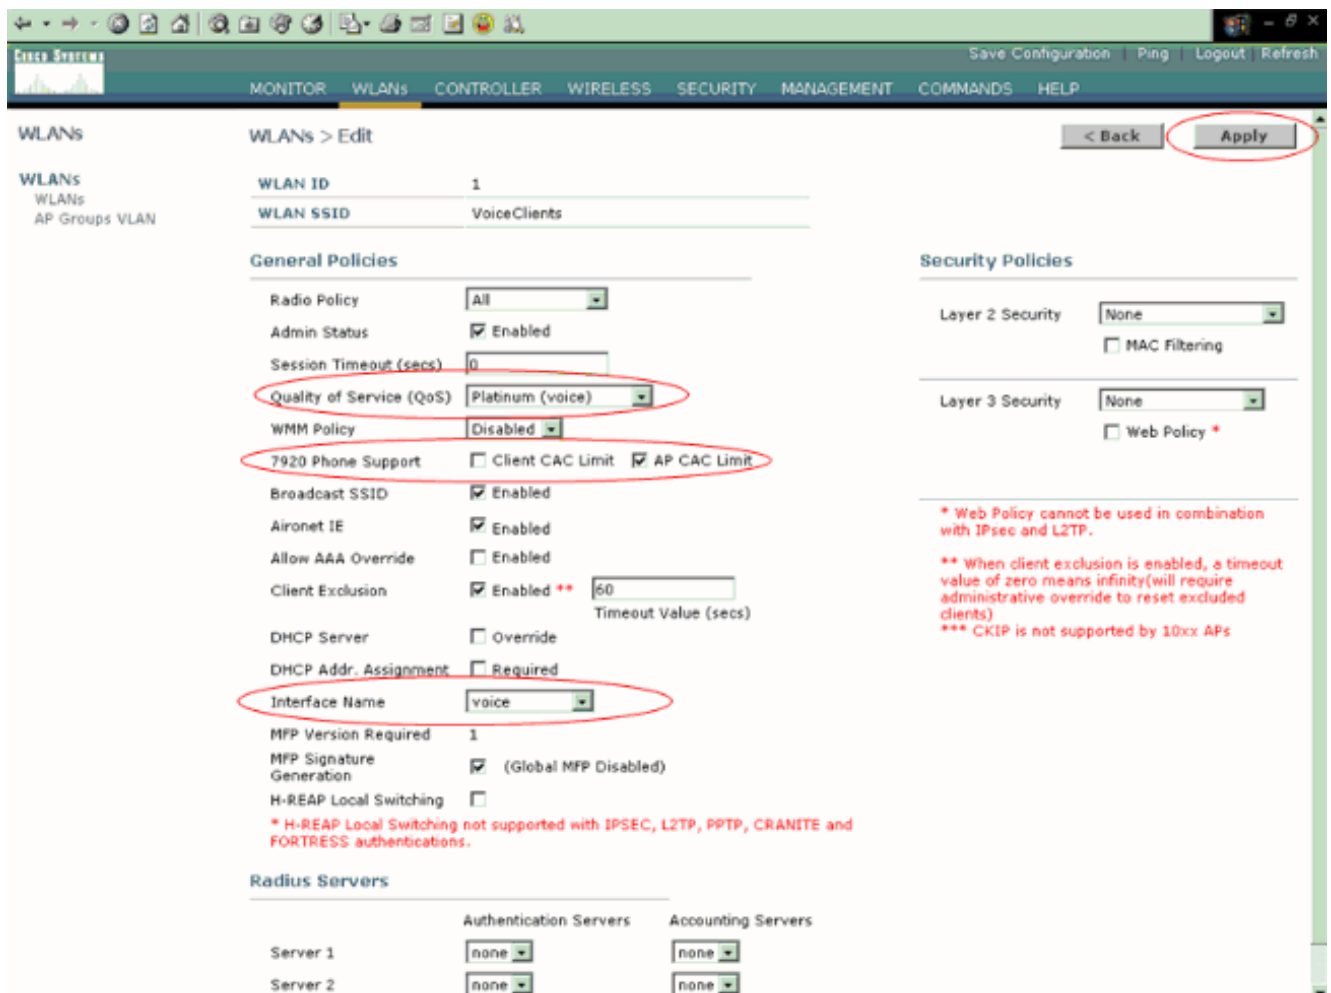 Save Configuration | Ping | Logout | Refresh
CISCO SYSTEMS
MONITOR WLANs CONTROLLER WIRELESS SECURITY MANAGEMENT COMMANDS HELP
WLANs
WLANs > Edit
< Back
Apply
WLANs
WLANs
AP Groups VLAN
WLAN ID 1
WLAN SSID VoiceClients
General Policies
Radio Policy All
Admin Status Enabled
Session Timeout (secs) 0
Quality of Service (QoS) Platinum (voice)
WMM Policy Disabled
7920 Phone Support Client CAC Limit AP CAC Limit
Broadcast SSID Enabled
Aironet IE Enabled
Allow AAA Override Enabled
Client Exclusion Enabled ** 60
Timeout Value (secs)
DHCP Server Override
DHCP Addr. Assignment Required
Interface Name voice
MFP Version Required 1
MFP Signature
Generation (Global MFP Disabled)
H-REAP Local Switching
* H-REAP Local Switching not supported with IPSEC, L2TP, PPTP, CRANITE and
FORTRESS authentications.
Security Policies
Layer 2 Security None
MAC Filtering
Layer 3 Security None
Web Policy *
* Web Policy cannot be used in combination
with IPsec and L2TP.
** When client exclusion is enabled, a timeout
value of zero means infinity(will require
administrative override to reset excluded
clients)
*** CKIP is not supported by 10xx APs
Radius Servers
Authentication Servers Accounting Servers
Server 1 none none
Server 2 none none